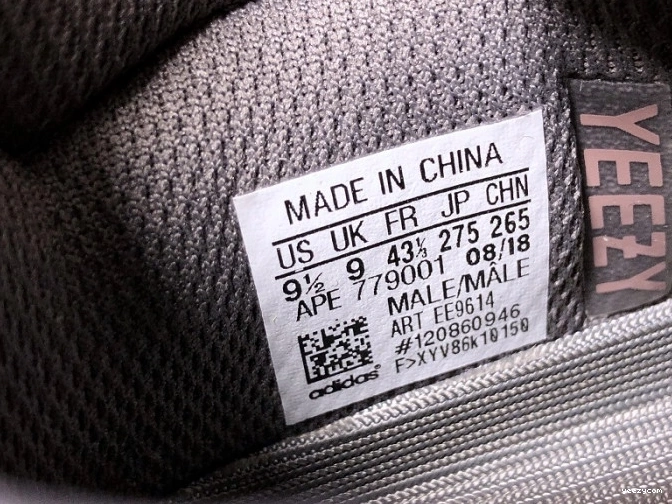 MADE IN CHINA
US UK FR JP CHN
9½ 9 43⅓ 275 265
APE 779001 08/18
MALE/MÂLE
ART EE9614
#120860946
F>XYV86k10150
adidas®
YEEZY
yeezycom